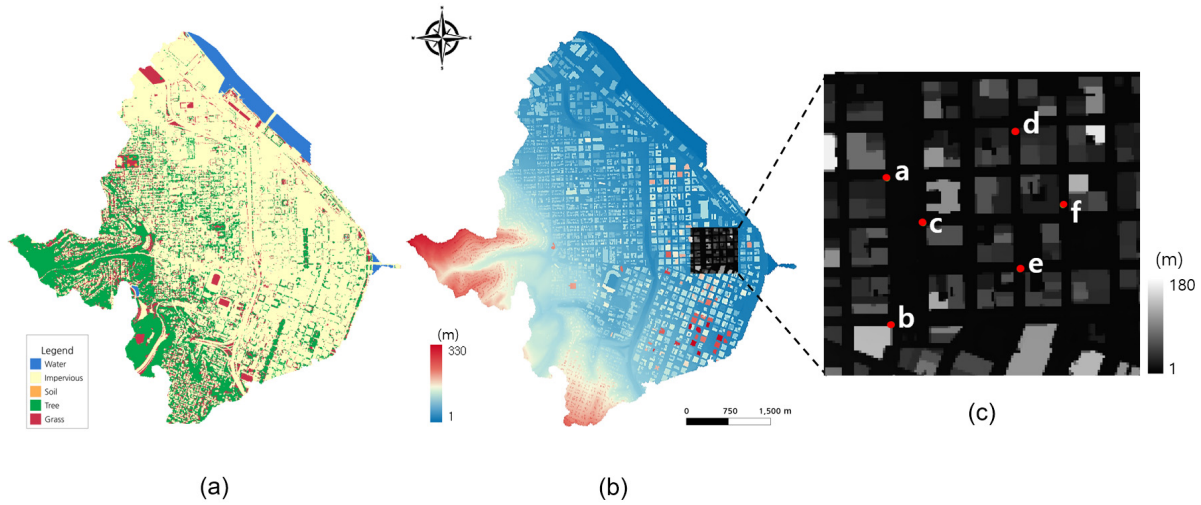 Legend
Water
Impervious
Soil
Tree
Grass
(a)
N
S
(m)
330
1
0 750 1,500 m
(b)
a
b
c
d
e
f
(m)
180
1
(c)